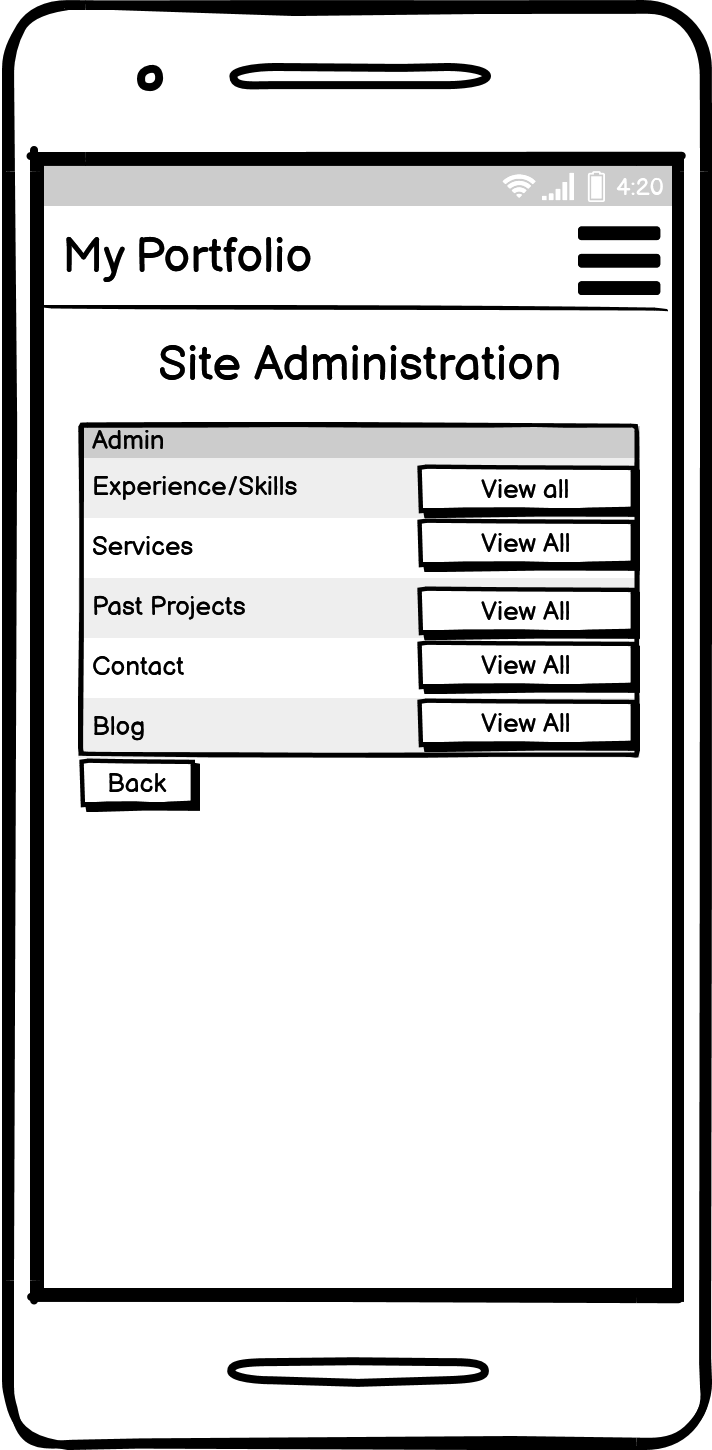 4:20
My Portfolio
Site Administration
Admin
Experience/Skills View all
Services View All
Past Projects View All
Contact View All
Blog View All
Back